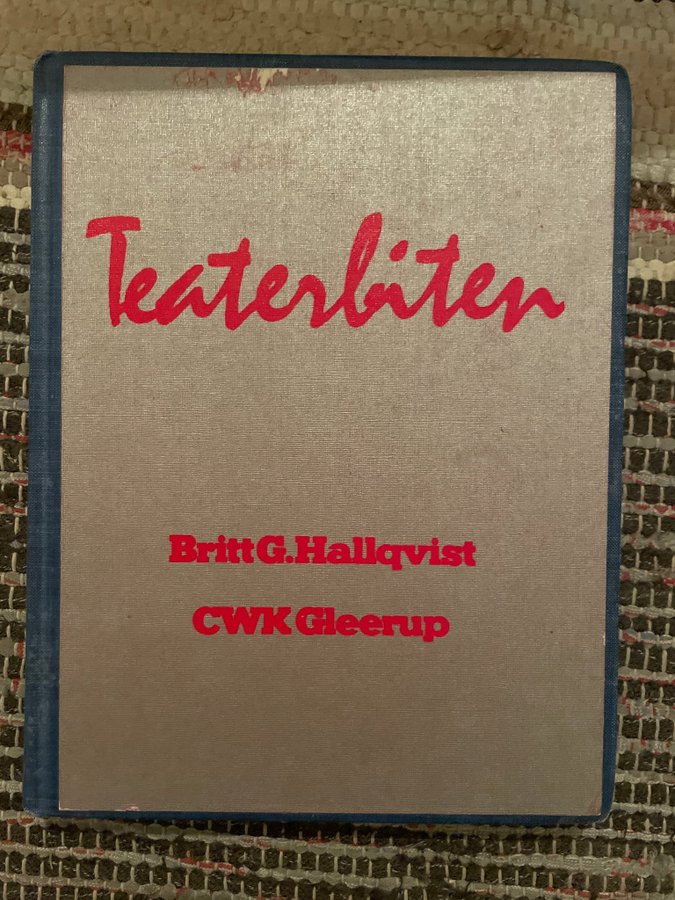 Teaterbiten
Britt G. Hallqvist
CWK Gleerup